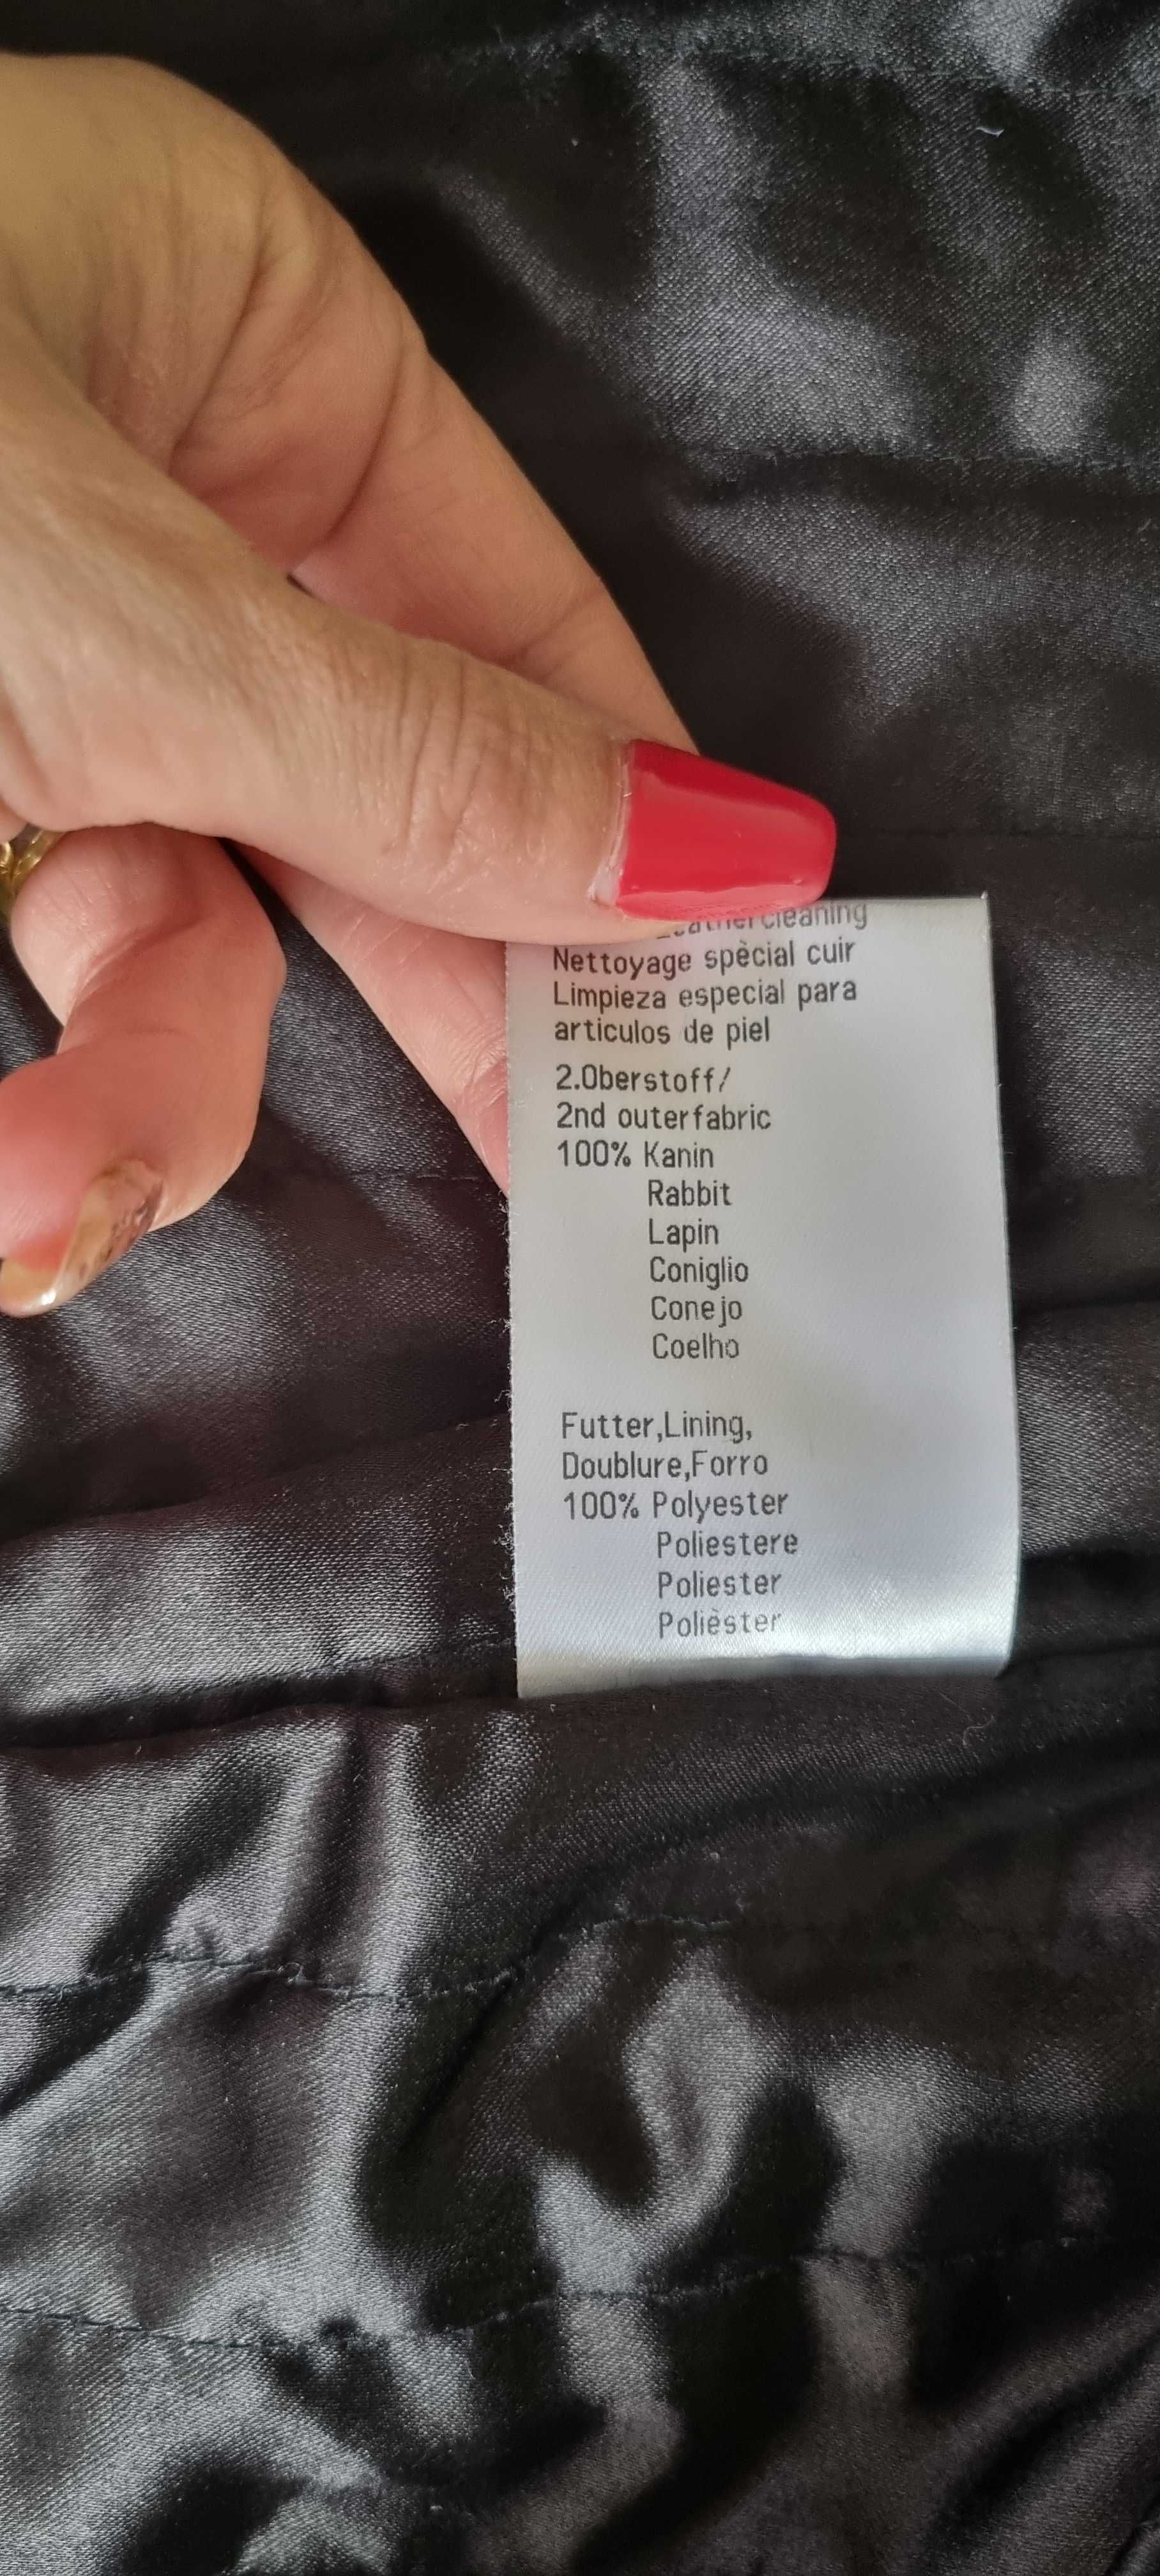 cleaning
Nettoyage spècial cuir
Limpieza especial para
articulos de piel
2.Oberstoff/
2nd outerfabric
100% Kanin
Rabbit
Lapin
Coniglio
Conejo
Coelho
Futter,Lining,
Doublure,Forro
100% Polyester
Poliestere
Poliester
Polièster